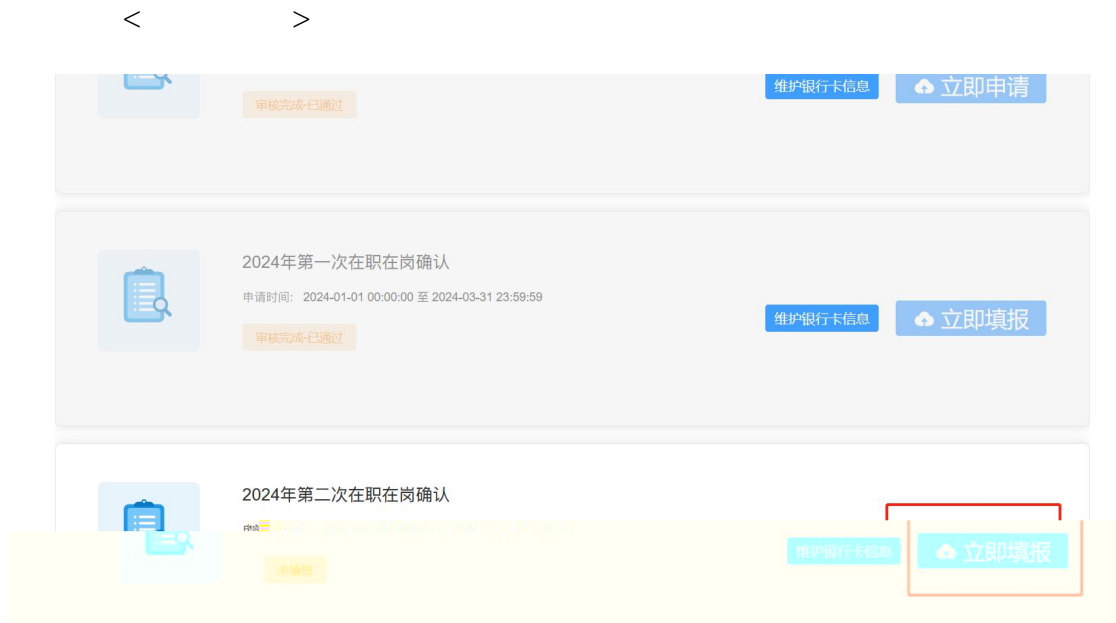 < >
维护银行卡信息 立即申请
审核完成-已通过
2024年第一次在职在岗确认
申请时间: 2024-01-01 00:00:00 至 2024-03-31 23:59:59
维护银行卡信息 立即填报
审核完成-已通过
2024年第二次在职在岗确认
维护银行卡信息 立即填报
未编辑